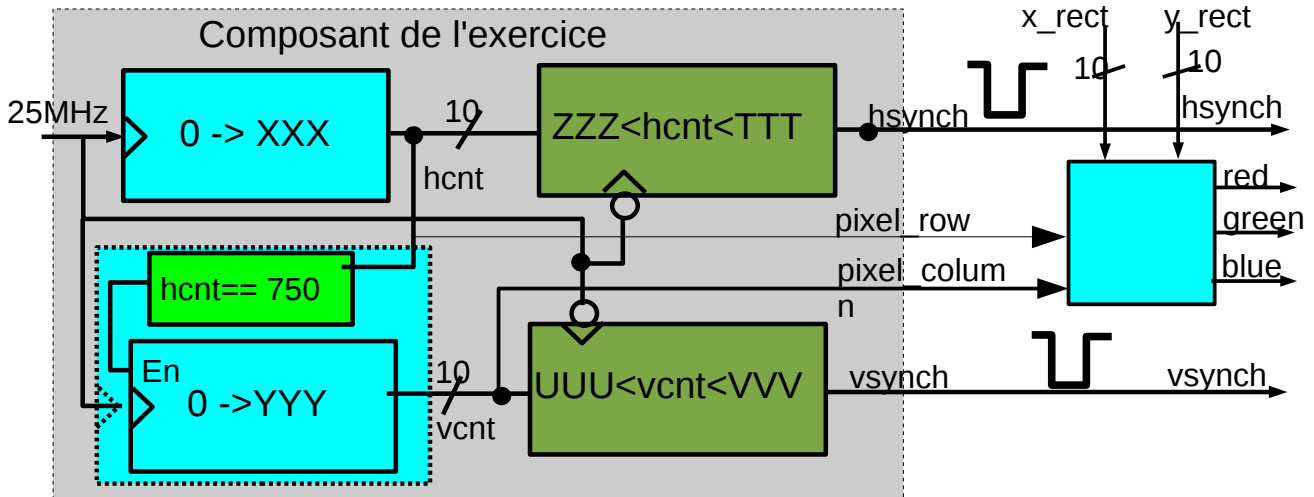 Composant de l'exercice
x_rect
y_rect
25MHz
0 -> XXX
10
hcnt
ZZZ<hcnt<TTT
hsynch
10
10
hsynch
red
green
blue
pixel_row
pixel_colum
n
hcnt== 750
En
0 ->YYY
10
vcnt
UUU<vcnt<VVV
vsynch
vsynch